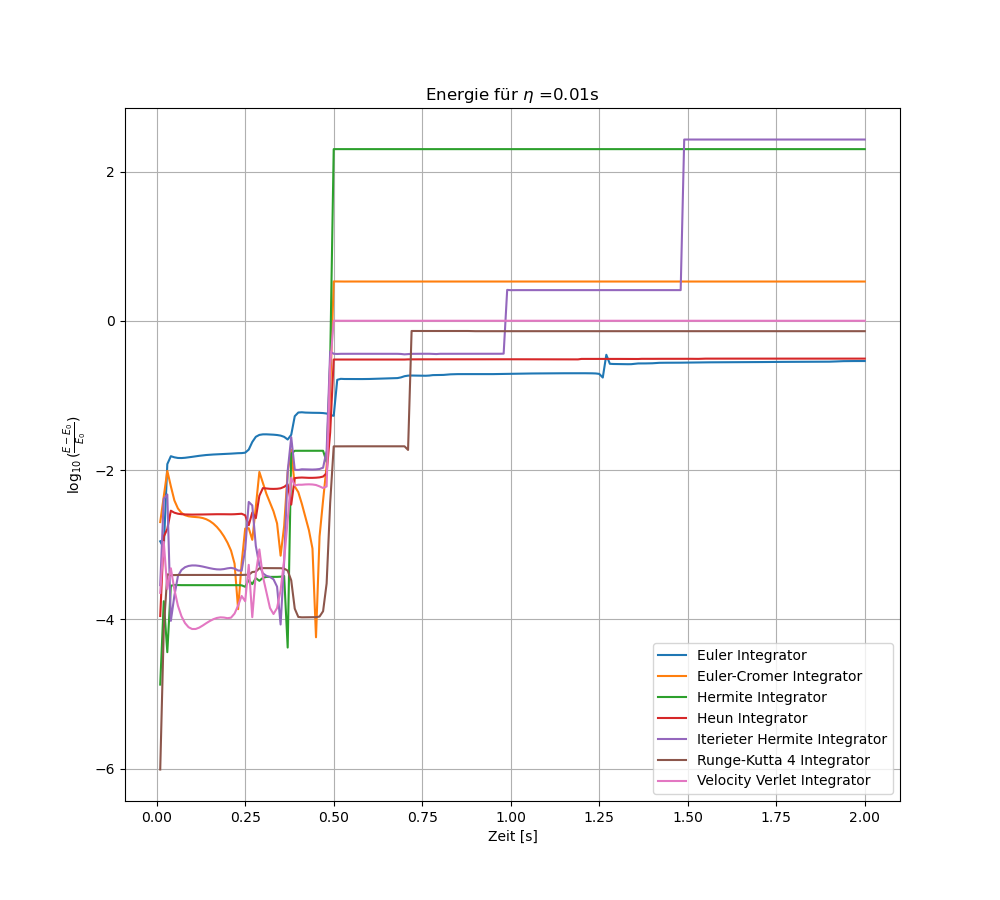 Energie für η =0.01s
log₁₀ (E − E₀ / E₀)
2
0
−2
−4
−6
0.00 0.25 0.50 0.75 1.00 1.25 1.50 1.75 2.00
Zeit [s]
Euler Integrator
Euler-Cromer Integrator
Hermite Integrator
Heun Integrator
Iterieter Hermite Integrator
Runge-Kutta 4 Integrator
Velocity Verlet Integrator